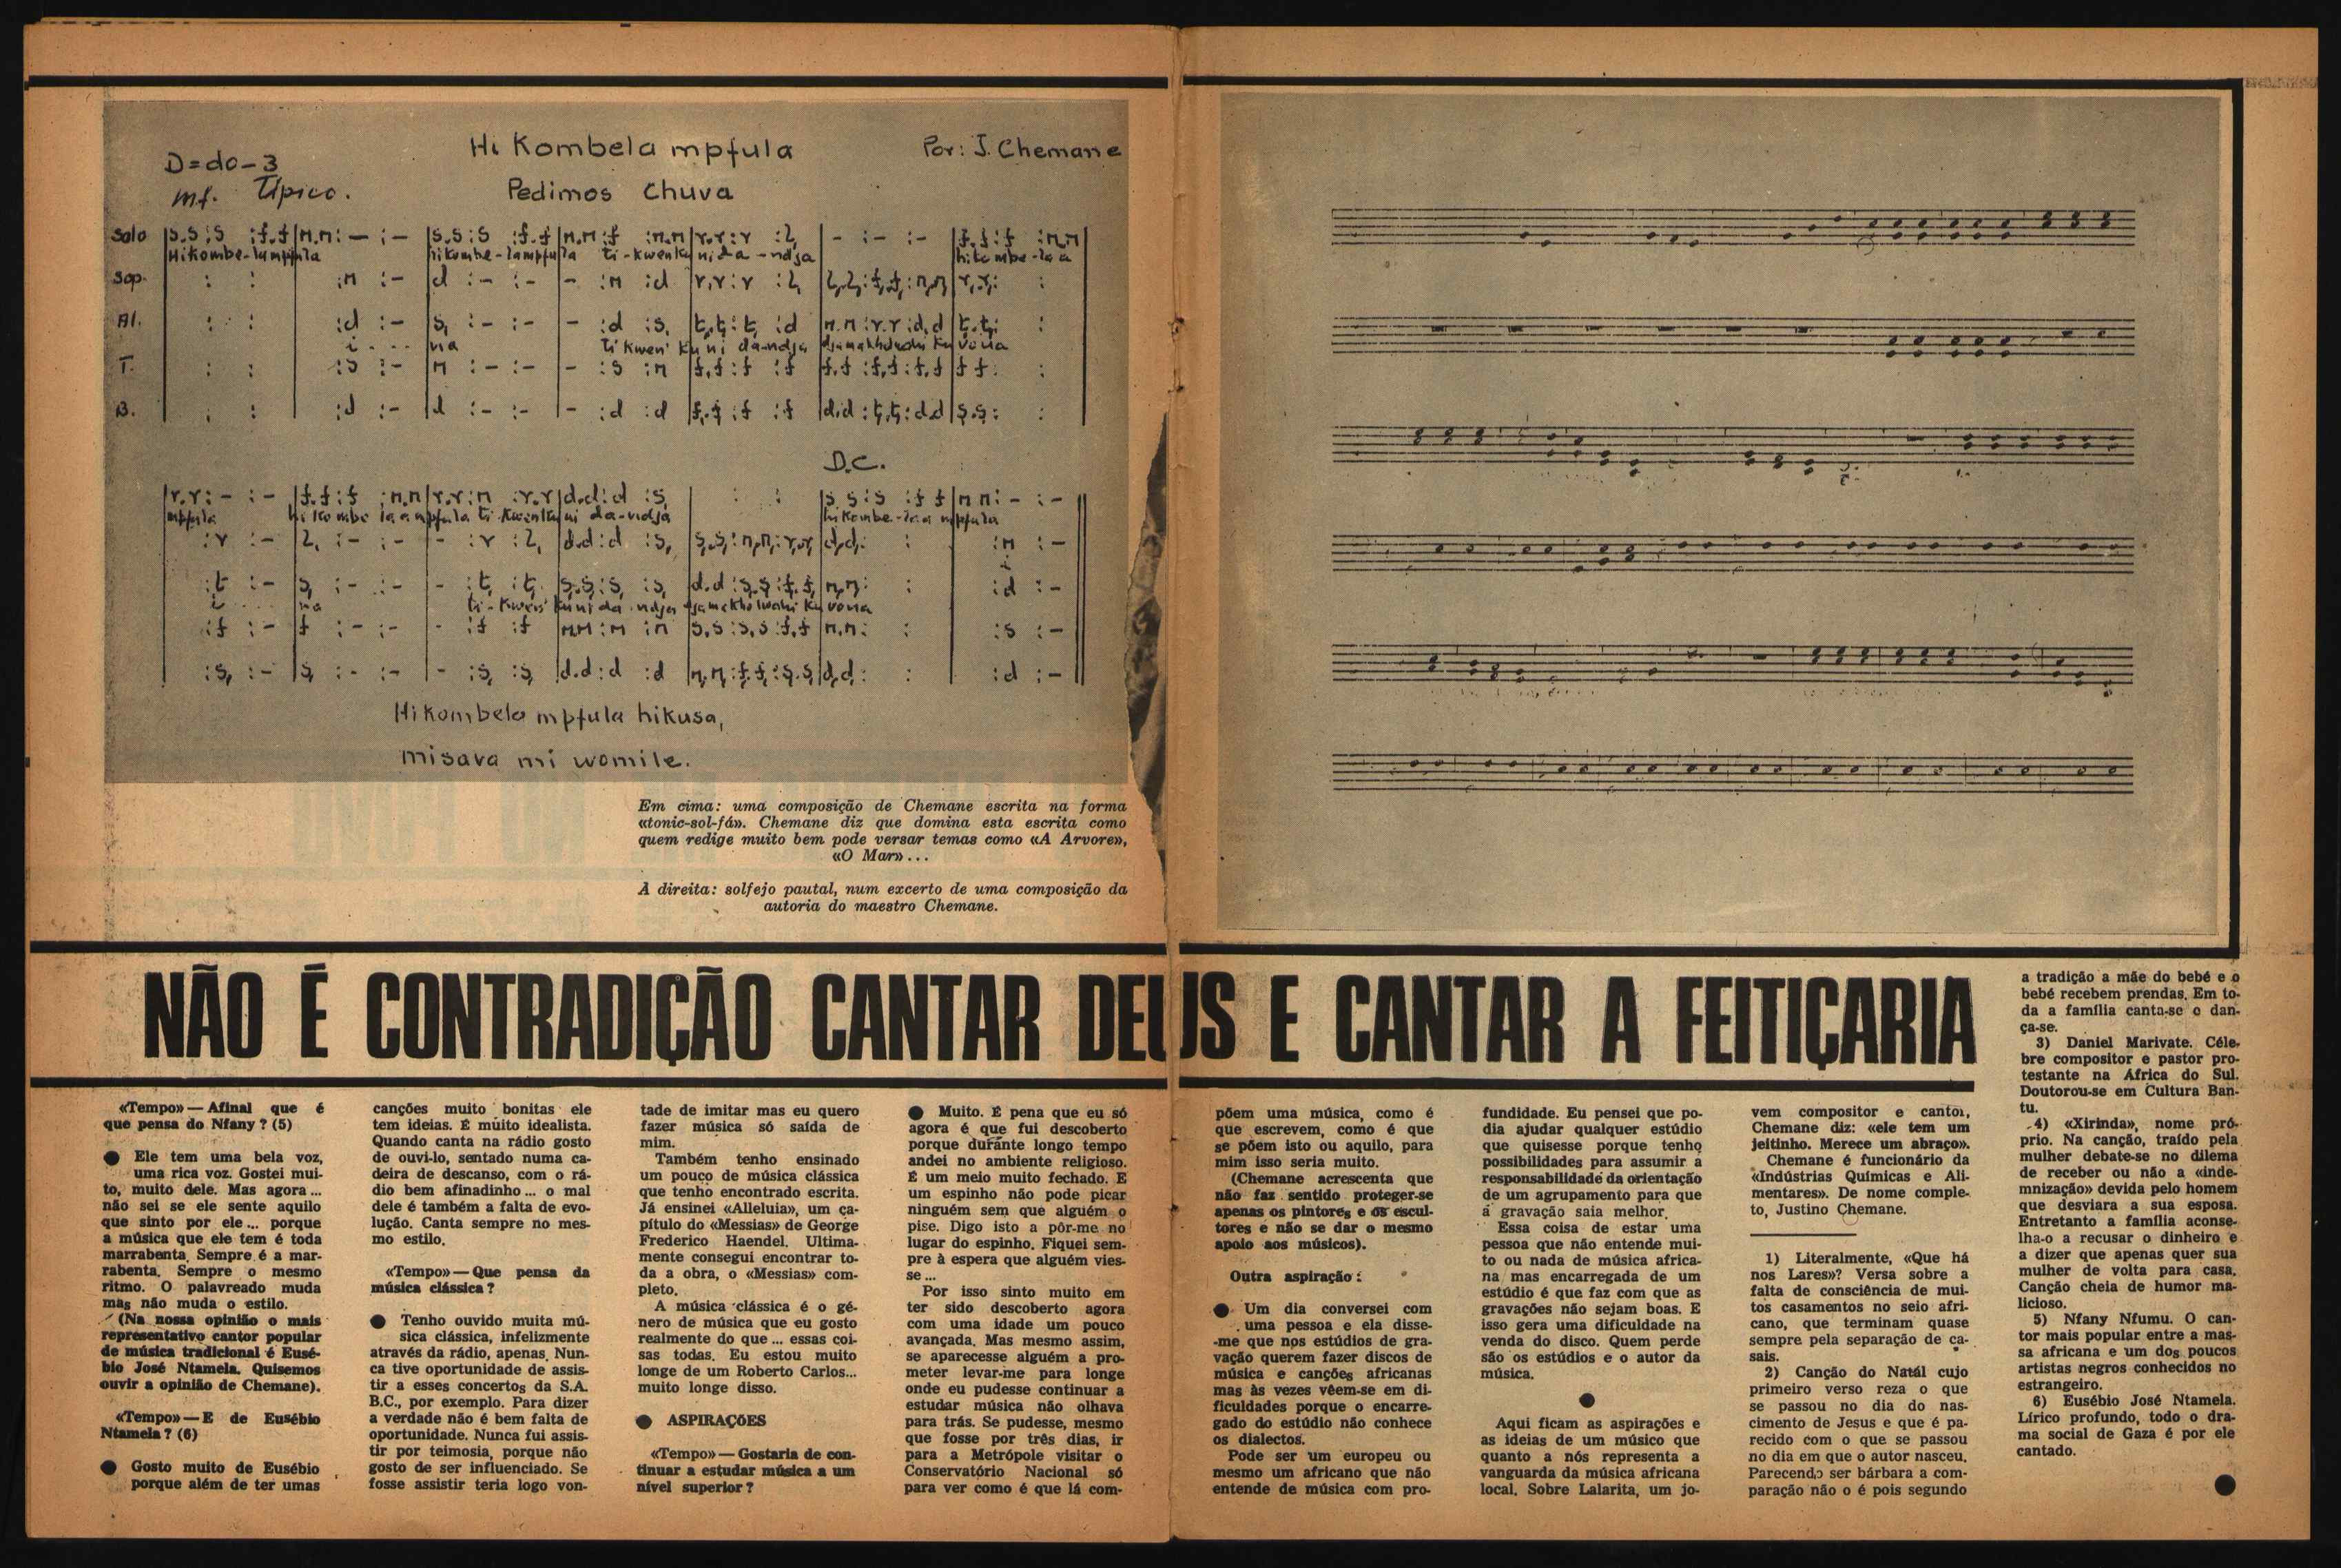 Hi Kombela mpfula
Por: J. Chemane
D = do - 3
mf. Típico.
Pedimos Chuva
Solo
Sop.
Al.
T.
B.
D.C.
Hikombela mpfula hikusa,
misava mi womile.
Em cima: uma composição de Chemane escrita na forma
«tonic-sol-fá». Chemane diz que domina esta escrita como
quem redige muito bem pode versar temas como «A Arvore»,
«O Mar»...
A direita: solfejo pautal, num excerto de uma composição da
autoria do maestro Chemane.
NÃO É CONTRADIÇÃO CANTAR DEUS E CANTAR A FEITIÇARIA
«Tempo» — Afinal que é
que pensa do Nfany? (5)
● Ele tem uma bela voz,
uma rica voz. Gostei mui-
to, muito dele. Mas agora...
não sei se ele sente aquilo
que sinto por ele... porque
a música que ele tem é toda
marrabenta. Sempre é a mar-
rabenta. Sempre o mesmo
ritmo. O palavreado muda
mas não muda o estilo.
(Na nossa opinião o mais
representativo cantor popular
de música tradicional é Eusé-
bio José Ntamela. Quisemos
ouvir a opinião de Chemane).
«Tempo» — E de Eusébio
Ntamela? (6)
● Gosto muito de Eusébio
porque além de ter umas
canções muito bonitas ele
tem ideias. É muito idealista.
Quando canta na rádio gosto
de ouvi-lo, sentado numa ca-
deira de descanso, com o rá-
dio bem afinadinho... o mal
dele é também a falta de evo-
lução. Canta sempre no mes-
mo estilo.
«Tempo» — Que pensa da
música clássica?
● Tenho ouvido muita mú-
sica clássica, infelizmente
através da rádio, apenas. Nun-
ca tive oportunidade de assis-
tir a esses concertos da S.A.
B.C., por exemplo. Para dizer
a verdade não é bem falta de
oportunidade. Nunca fui assis-
tir por teimosia, porque não
gosto de ser influenciado. Se
fosse assistir teria logo von-
tade de imitar mas eu quero
fazer música só saída de
mim.
Também tenho ensinado
um pouco de música clássica
que tenho encontrado escrita.
Já ensinei «Alleluia», um ca-
pítulo do «Messias» de George
Frederico Haendel. Ultima-
mente consegui encontrar to-
da a obra, o «Messias» com-
pleto.
A música clássica é o gé-
nero de música que eu gosto
realmente do que... essas coi-
sas todas. Eu estou muito
longe de um Roberto Carlos...
muito longe disso.
● ASPIRAÇÕES
«Tempo» — Gostaria de con-
tinuar a estudar música a um
nível superior?
● Muito. É pena que eu só
agora é que fui descoberto
porque durante longo tempo
andei no ambiente religioso.
É um meio muito fechado. E
um espinho não pode picar
ninguém sem que alguém o
pise. Digo isto a pôr-me no
lugar do espinho. Fiquei sem-
pre à espera que alguém vies-
se...
Por isso sinto muito em
ter sido descoberto agora
com uma idade um pouco
avançada. Mas mesmo assim,
se aparecesse alguém a pro-
meter levar-me para longe
onde eu pudesse continuar a
estudar música não olhava
para trás. Se pudesse, mesmo
que fosse por três dias, ir
para a Metrópole visitar o
Conservatório Nacional só
para ver como é que lá com-
põem uma música, como é
que escrevem, como é que
se põem isto ou aquilo, para
mim isso seria muito.
(Chemane acrescenta que
não faz sentido proteger-se
apenas os pintores e os escul-
tores e não se dar o mesmo
apoio aos músicos).
Outra aspiração:
● Um dia conversei com
uma pessoa e ela disse-
-me que nos estúdios de gra-
vação querem fazer discos de
música e canções africanas
mas às vezes vêem-se em di-
ficuldades porque o encarre-
gado do estúdio não conhece
os dialectos.
Pode ser um europeu ou
mesmo um africano que não
entende de música com pro-
fundidade. Eu pensei que po-
dia ajudar qualquer estúdio
que quisesse porque tenho
possibilidades para assumir a
responsabilidade da orientação
de um agrupamento para que
a gravação saia melhor.
Essa coisa de estar uma
pessoa que não entende mui-
to ou nada de música africa-
na mas encarregada de um
estúdio é que faz com que as
gravações não sejam boas. E
isso gera uma dificuldade na
venda do disco. Quem perde
são os estúdios e o autor da
música.
●
Aqui ficam as aspirações e
as ideias de um músico que
quanto a nós representa a
vanguarda da música africana
local. Sobre Lalarita, um jo-
vem compositor e cantor,
Chemane diz: «ele tem um
jeitinho. Merece um abraço».
Chemane é funcionário da
«Indústrias Químicas e Ali-
mentares». De nome comple-
to, Justino Chemane.
1) Literalmente, «Que há
nos Lares»? Versa sobre a
falta de consciência de mui-
tos casamentos no seio afri-
cano, que terminam quase
sempre pela separação de ca-
sais.
2) Canção do Natál cujo
primeiro verso reza o que
se passou no dia do nas-
cimento de Jesus e que é pa-
recido com o que se passou
no dia em que o autor nasceu.
Parecendo ser bárbara a com-
paração não o é pois segundo
a tradição a mãe do bebé e o
bebé recebem prendas. Em to-
da a família canta-se e dan-
ça-se.
3) Daniel Marivate. Céle-
bre compositor e pastor pro-
testante na África do Sul.
Doutorou-se em Cultura Ban-
tu.
4) «Xirinda», nome pró-
prio. Na canção, traído pela
mulher debate-se no dilema
de receber ou não a «inde-
mnização» devida pelo homem
que desviara a sua esposa.
Entretanto a família aconse-
lha-o a recusar o dinheiro e
a dizer que apenas quer sua
mulher de volta para casa.
Canção cheia de humor ma-
licioso.
5) Nfany Nfumu. O can-
tor mais popular entre a mas-
sa africana e um dos poucos
artistas negros conhecidos no
estrangeiro.
6) Eusébio José Ntamela.
Lírico profundo, todo o dra-
ma social de Gaza é por ele
cantado.
●